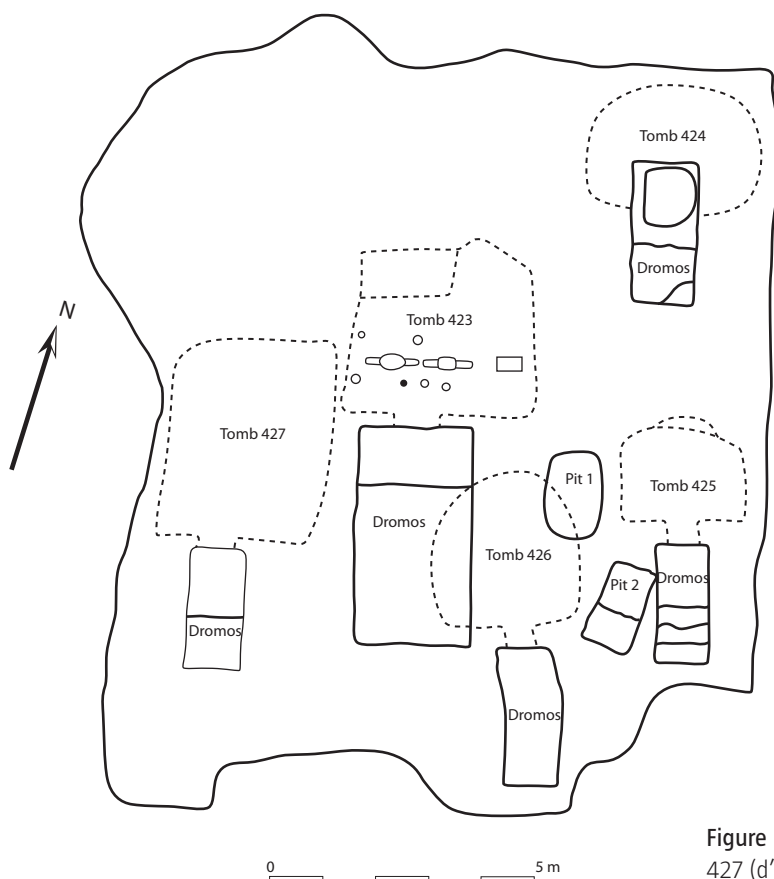 Tomb 424
Dromos
N
Tomb 423
Tomb 427
Dromos
Pit 1
Tomb 425
Tomb 426
Pit 2
Dromos
Dromos
Dromos
0
5 m
Figure
427 (d'